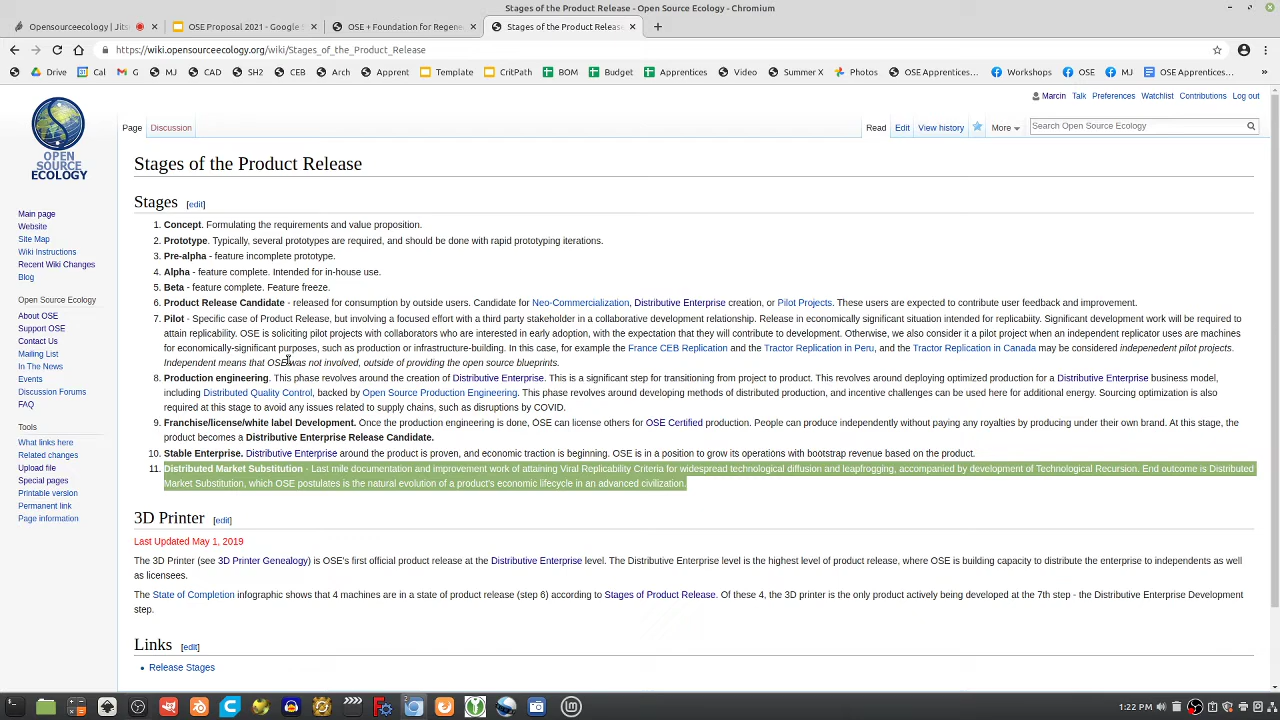 Stages of the Product Release - Open Source Ecology - Chromium
Opensourceecology | Jits
OSE Proposal 2021 - Google S
OSE + Foundation for Regene
Stages of the Product Release
https://wiki.opensourceecology.org/wiki/Stages_of_the_Product_Release
Drive Cal G MJ CAD SH2 CEB Arch Apprent Template CritPath BOM Budget Apprentices Video Summer X Photos OSE Apprentices... Workshops OSE MJ OSE Apprentices... »
Marcin Talk Preferences Watchlist Contributions Log out
Page Discussion Read Edit View history More Search Open Source Ecology
OPEN
SOURCE
ECOLOGY
Main page
Website
Site Map
Wiki Instructions
Recent Wiki Changes
Blog
Open Source Ecology
About OSE
Support OSE
Contact Us
Mailing List
In The News
Events
Discussion Forums
FAQ
Tools
What links here
Related changes
Upload file
Special pages
Printable version
Permanent link
Page information
Stages of the Product Release
Stages [edit]
1. Concept. Formulating the requirements and value proposition.
2. Prototype. Typically, several prototypes are required, and should be done with rapid prototyping iterations.
3. Pre-alpha - feature incomplete prototype.
4. Alpha - feature complete. Intended for in-house use.
5. Beta - feature complete. Feature freeze.
6. Product Release Candidate - released for consumption by outside users. Candidate for Neo-Commercialization, Distributive Enterprise creation, or Pilot Projects. These users are expected to contribute user feedback and improvement.
7. Pilot - Specific case of Product Release, but involving a focused effort with a third party stakeholder in a collaborative development relationship. Release in economically significant situation intended for replicabiity. Significant development work will be required to
attain replicability. OSE is soliciting pilot projects with collaborators who are interested in early adoption, with the expectation that they will contribute to development. Otherwise, we also consider it a pilot project when an independent replicator uses are machines
for economically-significant purposes, such as production or infrastructure-building. In this case, for example the France CEB Replication and the Tractor Replication in Peru, and the Tractor Replication in Canada may be considered indepenedent pilot projects.
Independent means that OSE was not involved, outside of providing the open source blueprints.
8. Production engineering. This phase revolves around the creation of Distributive Enterprise. This is a significant step for transitioning from project to product. This revolves around deploying optimized production for a Distributive Enterprise business model,
including Distributed Quality Control, backed by Open Source Production Engineering. This phase revolves around developing methods of distributed production, and incentive challenges can be used here for additional energy. Sourcing optimization is also
required at this stage to avoid any issues related to supply chains, such as disruptions by COVID.
9. Franchise/license/white label Development. Once the production engineering is done, OSE can license others for OSE Certified production. People can produce independently without paying any royalties by producing under their own brand. At this stage, the
product becomes a Distributive Enterprise Release Candidate.
10. Stable Enterprise. Distributive Enterprise around the product is proven, and economic traction is beginning. OSE is in a position to grow its operations with bootstrap revenue based on the product.
11. Distributed Market Substitution - Last mile documentation and improvement work of attaining Viral Replicability Criteria for widespread technological diffusion and leapfrogging, accompanied by development of Technological Recursion. End outcome is Distributed
Market Substitution, which OSE postulates is the natural evolution of a product's economic lifecycle in an advanced civilization.
3D Printer [edit]
Last Updated May 1, 2019
The 3D Printer (see 3D Printer Genealogy) is OSE's first official product release at the Distributive Enterprise level. The Distributive Enterprise level is the highest level of product release, where OSE is building capacity to distribute the enterprise to independents as well
as licensees.
The State of Completion infographic shows that 4 machines are in a state of product release (step 6) according to Stages of Product Release. Of these 4, the 3D printer is the only product actively being developed at the 7th step - the Distributive Enterprise Development
step.
Links [edit]
Release Stages
1:22 PM